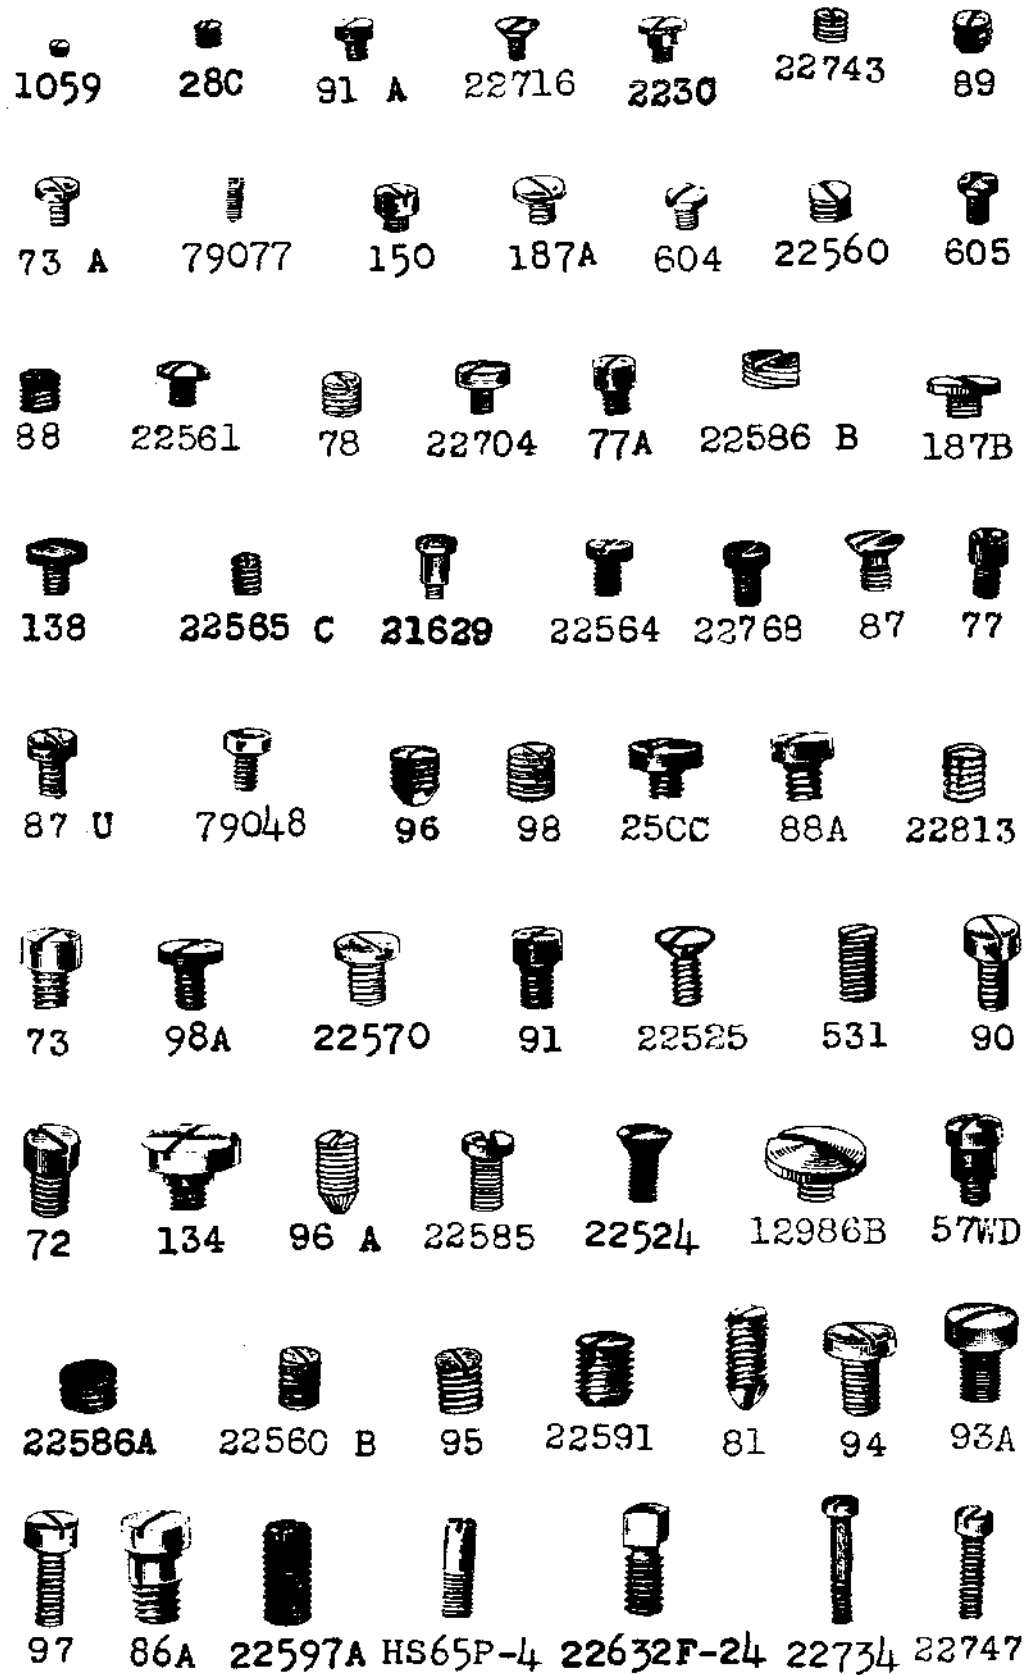 1059 28C 91 A 22716 2230 22743 89
73 A 79077 150 187A 604 22560 605
88 22561 78 22704 77A 22586 B 187B
138 22565 C 21629 22564 22768 87 77
87 U 79048 96 98 25CC 88A 22813
73 98A 22570 91 22525 531 90
72 134 96 A 22585 22524 12986B 57WD
22586A 22560 B 95 22591 81 94 93A
97 86A 22597A HS65P-4 22632F-24 22734 22747